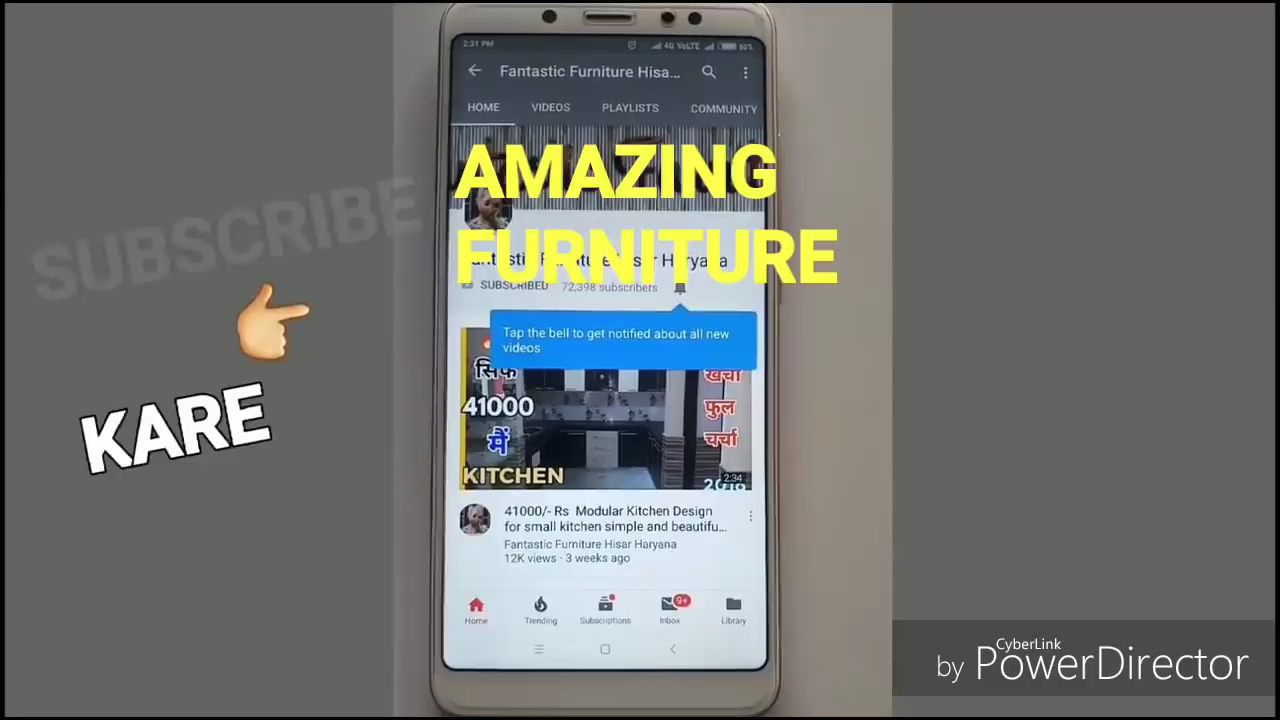 2:31 PM
4G VoLTE
80%
Fantastic Furniture Hisa...
HOME VIDEOS PLAYLISTS COMMUNITY
AMAZING
FURNITURE
SUBSCRIBED 72,398 subscribers
Tap the bell to get notified about all new
videos
SUBSCRIBE
KARE
सिर्फ
41000
में
KITCHEN
खर्चा
फुल
चर्चा
2:34
2018
41000/- Rs Modular Kitchen Design
for small kitchen simple and beautifu...
Fantastic Furniture Hisar Haryana
12K views · 3 weeks ago
Home Trending Subscriptions Inbox Library
9+
CyberLink
by PowerDirector